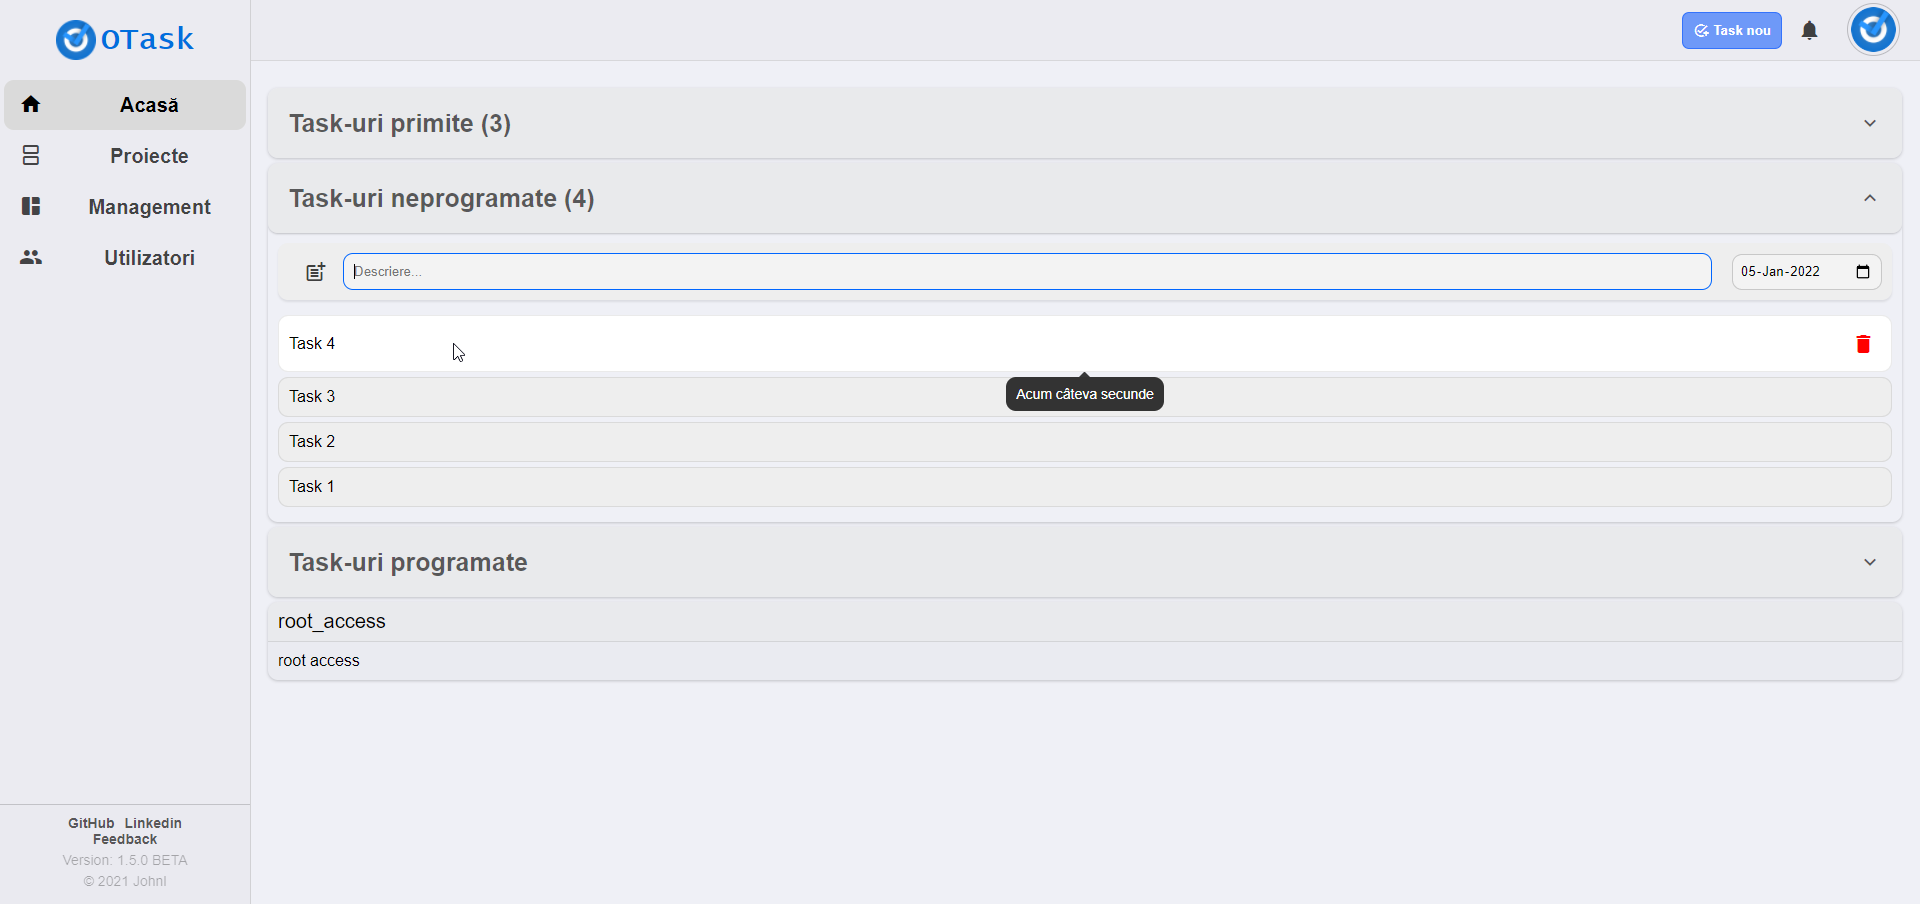 OTask
Task nou
Acasă
Proiecte
Management
Utilizatori
Task-uri primite (3)
Task-uri neprogramate (4)
Descriere...
05-Jan-2022
Task 4
Acum câteva secunde
Task 3
Task 2
Task 1
Task-uri programate
root_access
root access
GitHub Linkedin
Feedback
Version: 1.5.0 BETA
© 2021 JohnI